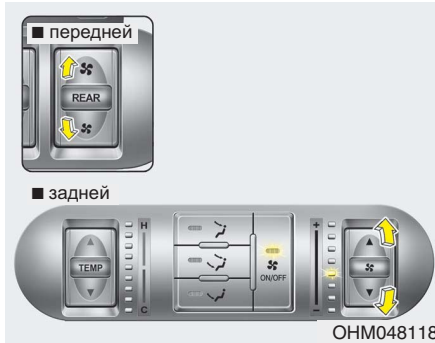 ■ передней
REAR
■ задней
H
TEMP
C
ON/OFF
+
−
OHM048118